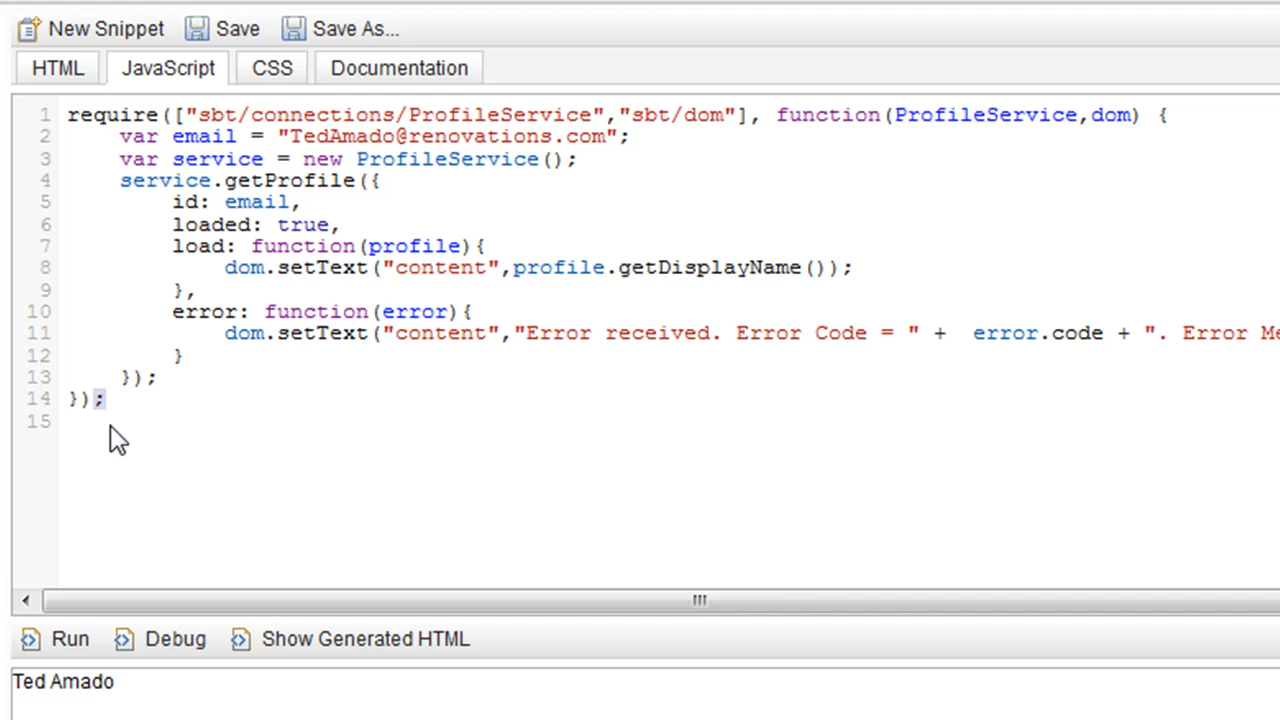 New Snippet Save Save As...
HTML JavaScript CSS Documentation
1 require(["sbt/connections/ProfileService","sbt/dom"], function(ProfileService,dom) {
2 var email = "TedAmado@renovations.com";
3 var service = new ProfileService();
4 service.getProfile({
5 id: email,
6 loaded: true,
7 load: function(profile){
8 dom.setText("content",profile.getDisplayName());
9 },
10 error: function(error){
11 dom.setText("content","Error received. Error Code = " + error.code + ". Error Me
12 }
13 });
14 });
15
Run Debug Show Generated HTML
Ted Amado